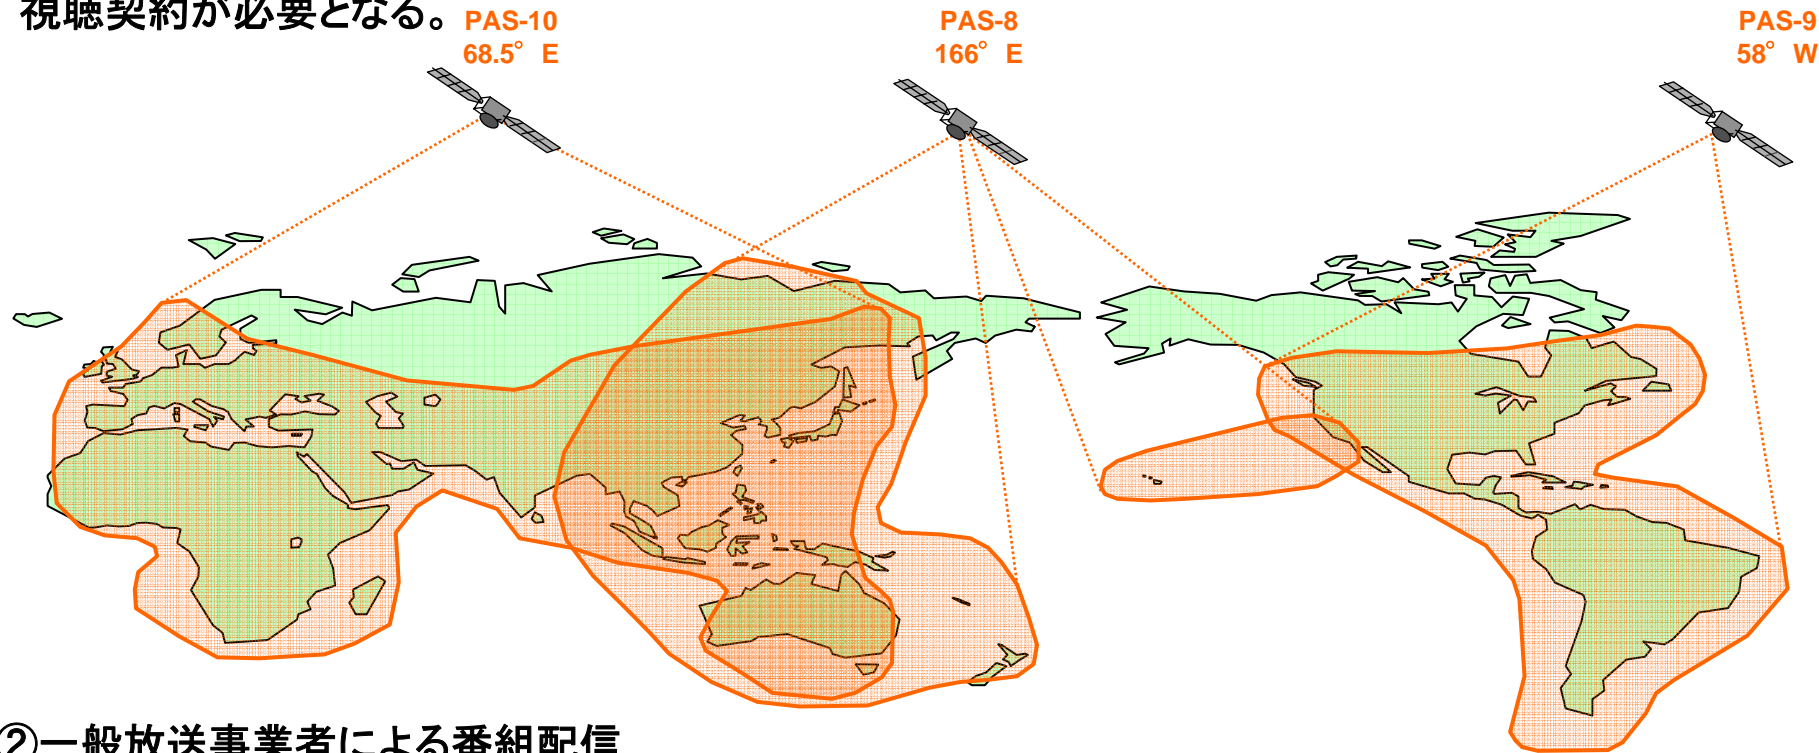 視聴契約が必要となる。
PAS-10
68.5°E
PAS-8
166°E
PAS-9
58°W
②一般放送事業者による番組配信